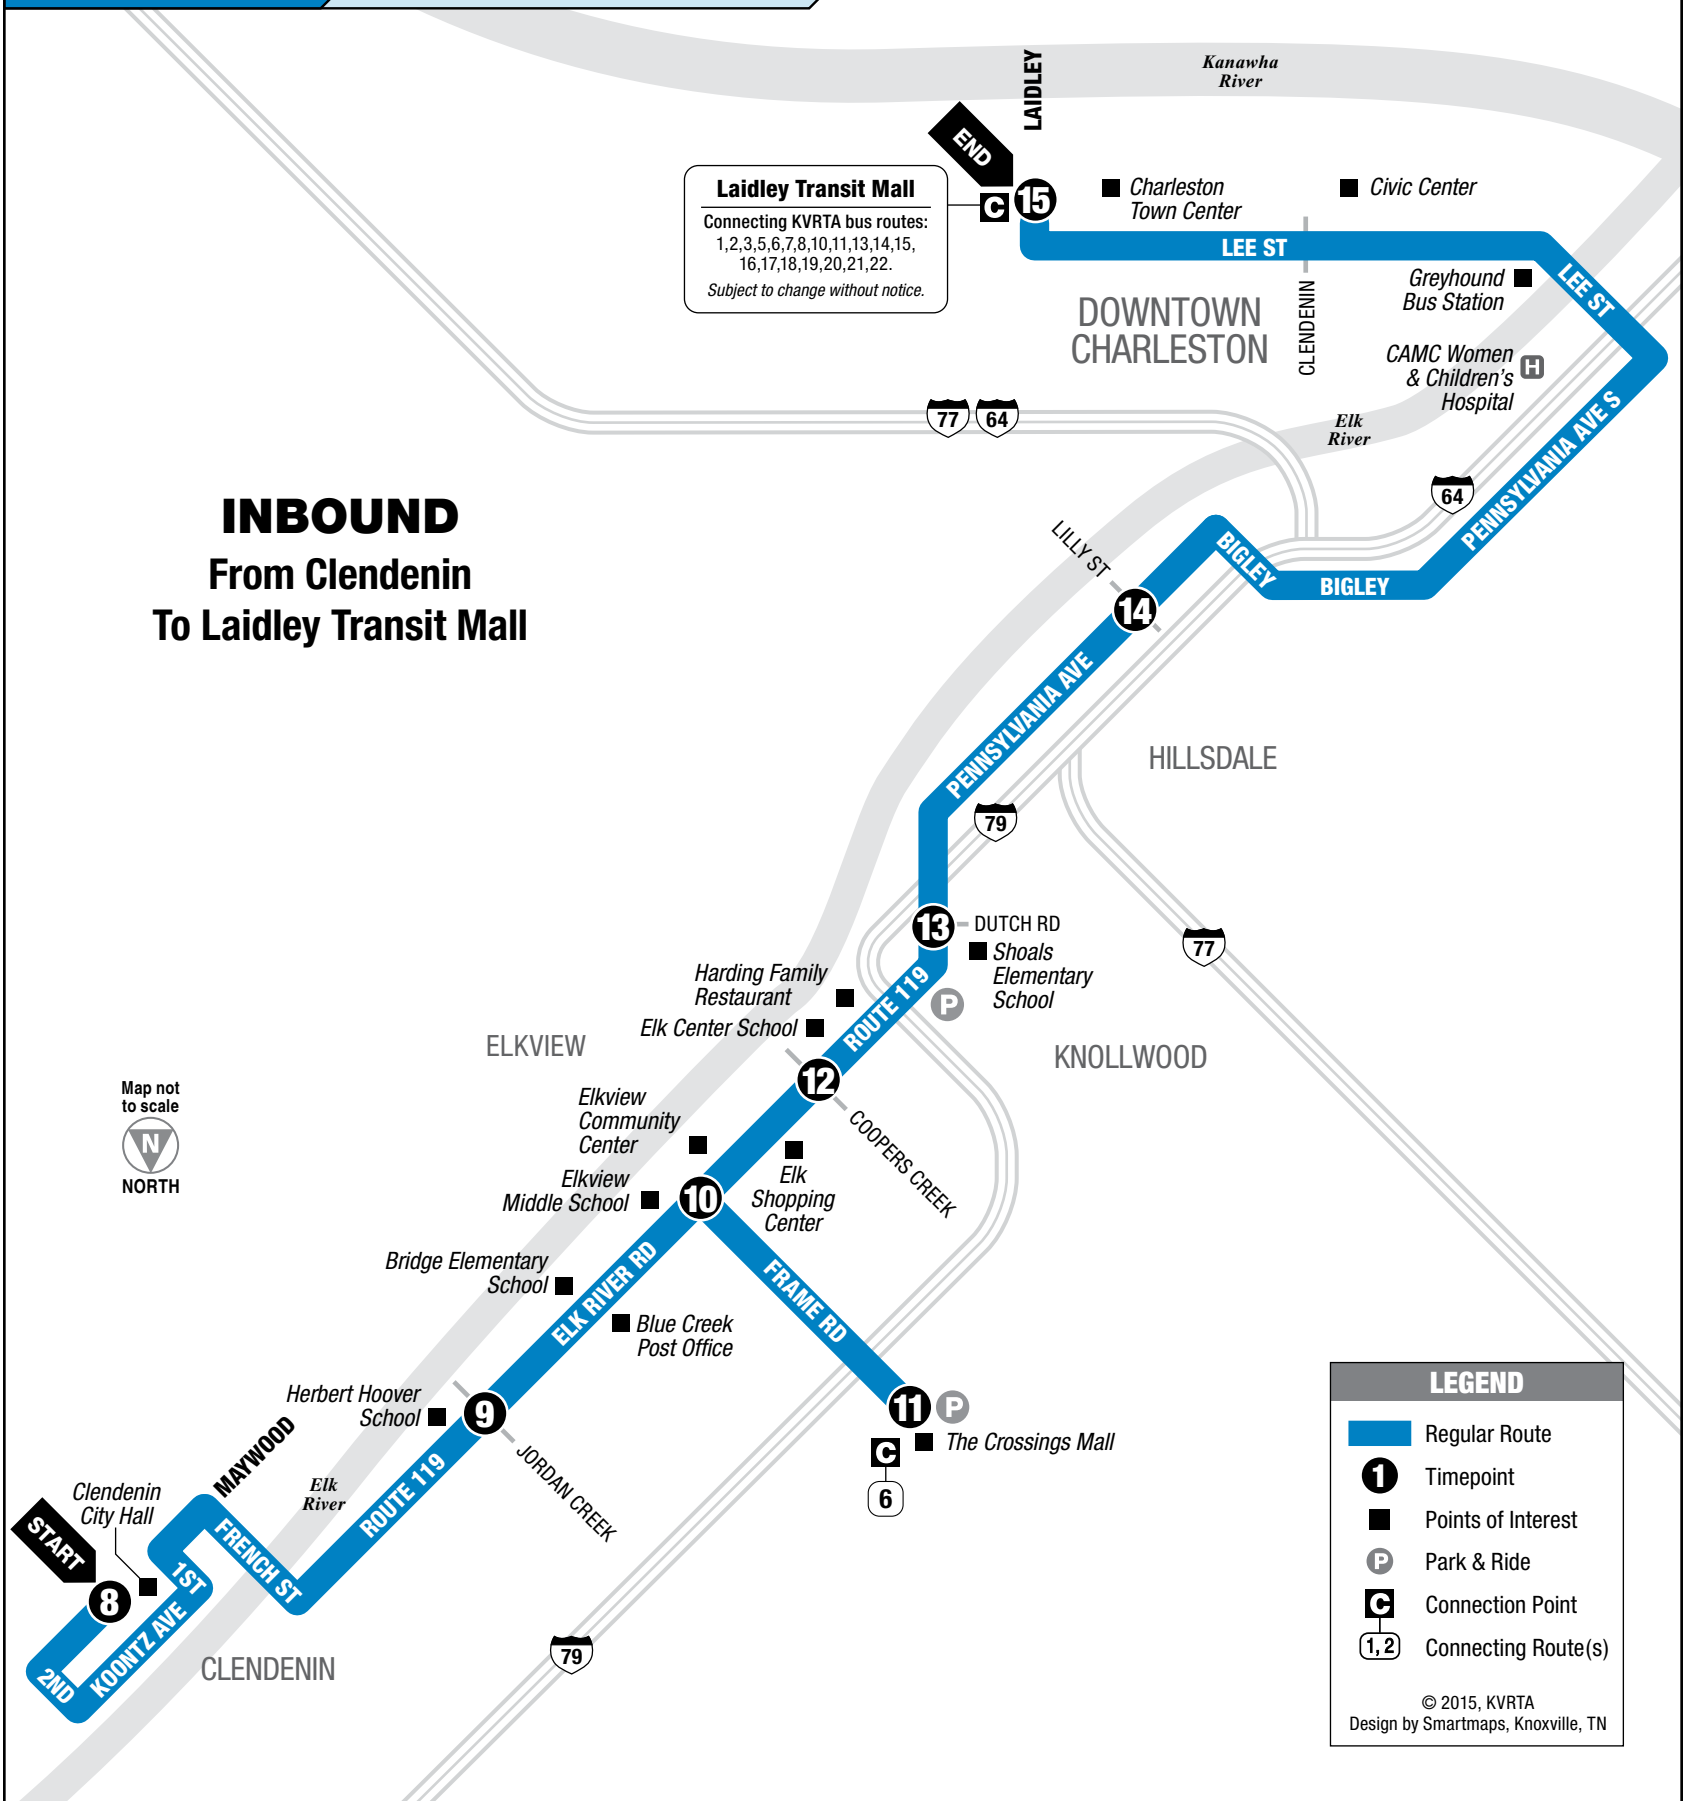 Kanawha
River
LAIDLEY
END
15
C
Laidley Transit Mall
Connecting KVRTA bus routes:
1,2,3,5,6,7,8,10,11,13,14,15,
16,17,18,19,20,21,22.
Subject to change without notice.
Charleston
Town Center
Civic Center
LEE ST
LEE ST
Greyhound
Bus Station
DOWNTOWN
CHARLESTON
CLENDENIN
CAMC Women
& Children's
Hospital
H
77
64
Elk
River
PENNSYLVANIA AVE S
64
INBOUND
From Clendenin
To Laidley Transit Mall
LILLY ST
BIGLEY
BIGLEY
14
PENNSYLVANIA AVE
HILLSDALE
79
13
DUTCH RD
77
Shoals
Elementary
School
P
Harding Family
Restaurant
Elk Center School
ROUTE 119
ELKVIEW
KNOLLWOOD
12
COOPERS CREEK
Map not
to scale
N
NORTH
Elkview
Community
Center
Elkview
Middle School
10
Elk
Shopping
Center
Bridge Elementary
School
ELK RIVER RD
FRAME RD
Blue Creek
Post Office
Herbert Hoover
School
9
JORDAN CREEK
11
P
C
The Crossings Mall
6
MAYWOOD
Clendenin
City Hall
Elk
River
ROUTE 119
START
8
FRENCH ST
1ST
KOONTZ AVE
2ND
CLENDENIN
79
LEGEND
Regular Route
1
Timepoint
Points of Interest
P
Park & Ride
C
Connection Point
1, 2
Connecting Route(s)
© 2015, KVRTA
Design by Smartmaps, Knoxville, TN